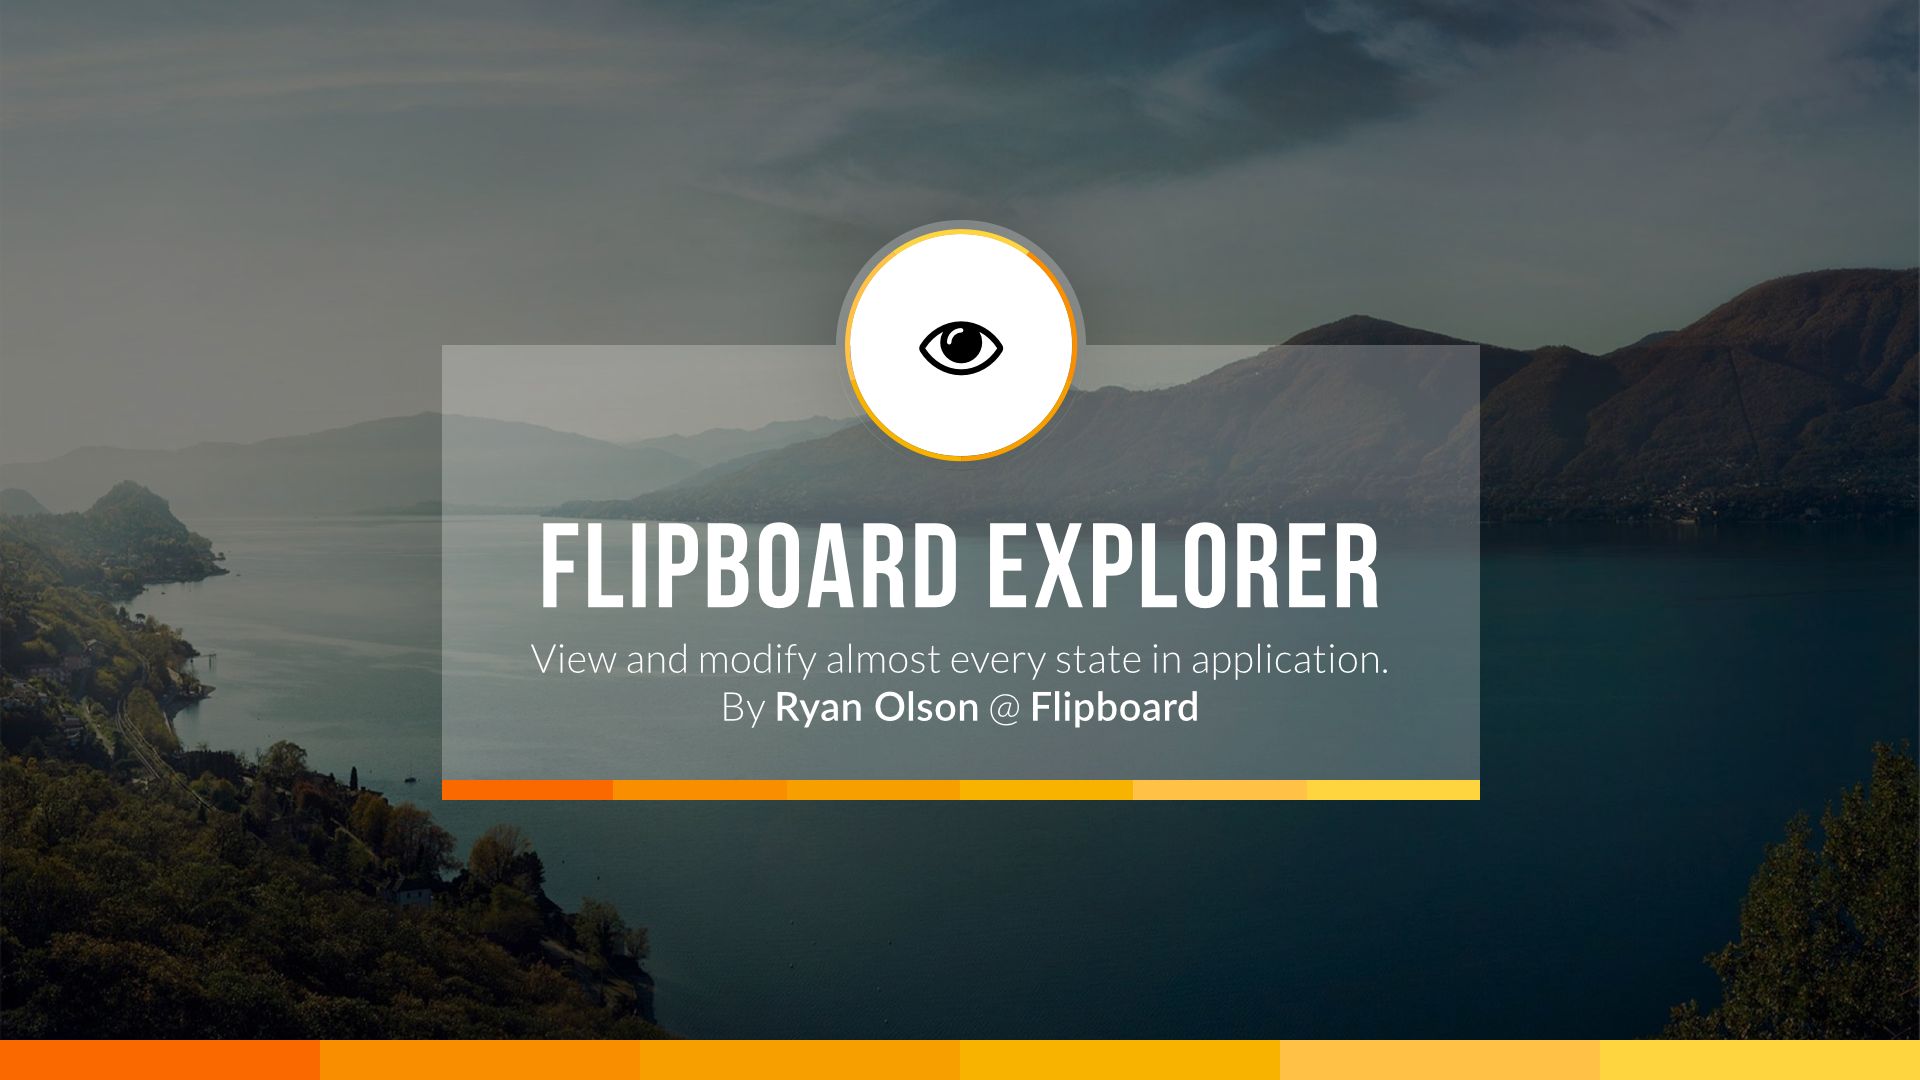 FLIPBOARD EXPLORER
View and modify almost every state in application.
By Ryan Olson @ Flipboard